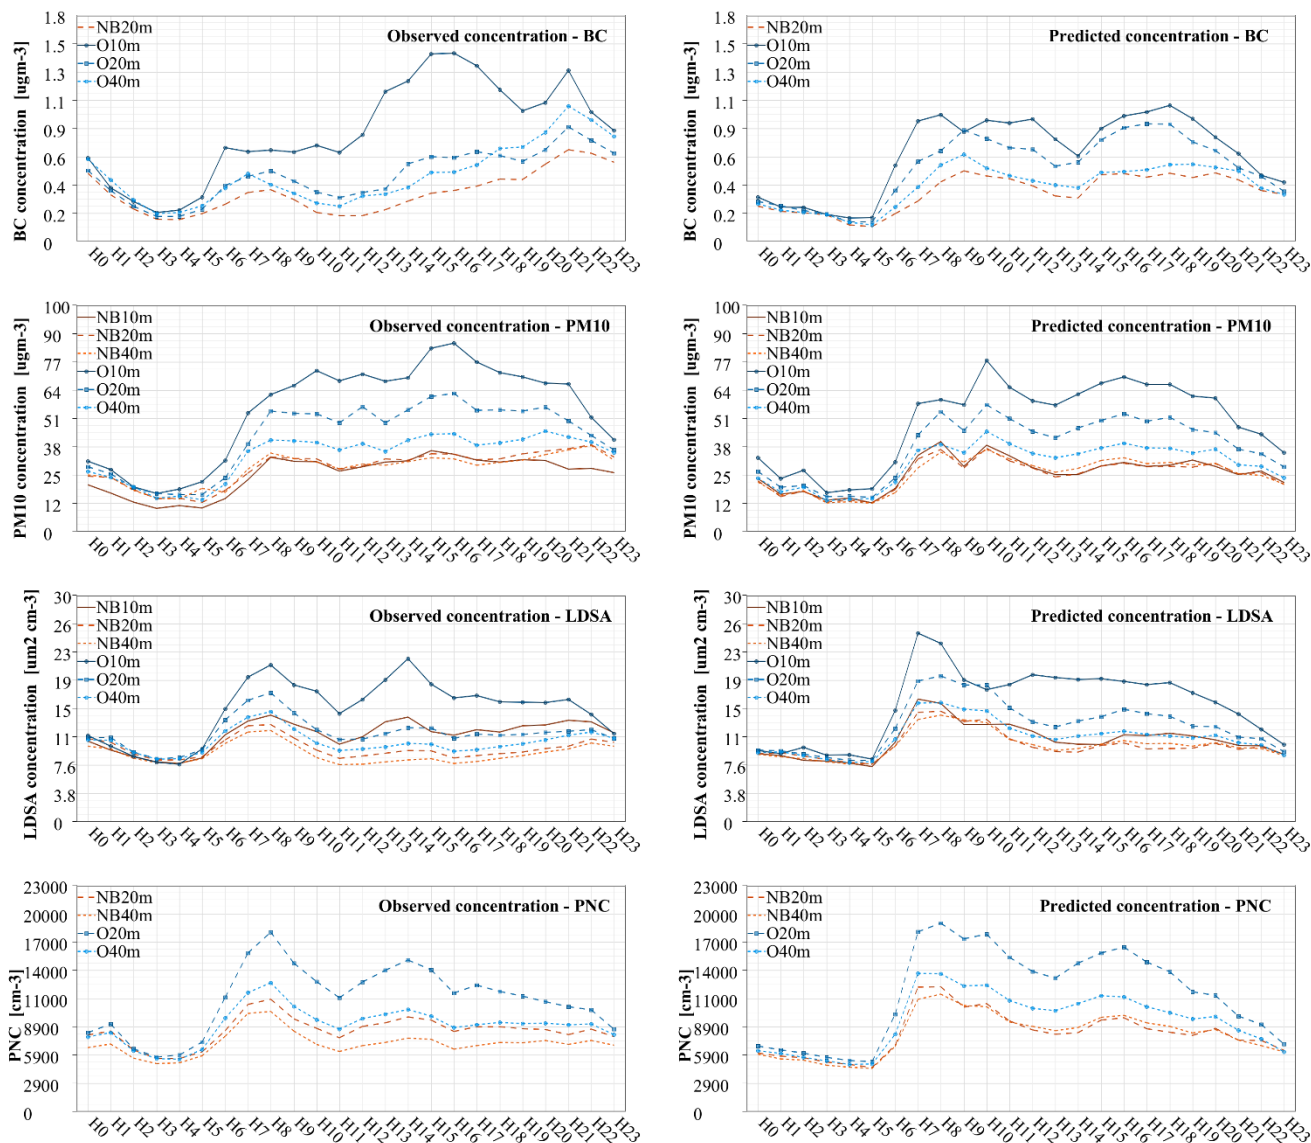 BC concentration [ugm-3]
1.8
1.5
1.3
1.1
0.9
0.6
0.4
0.2
0
NB20m
O10m
O20m
O40m
Observed concentration - BC
H0 H1 H2 H3 H4 H5 H6 H7 H8 H9 H10 H11 H12 H13 H14 H15 H16 H17 H18 H19 H20 H21 H22 H23
BC concentration [ugm-3]
1.8
1.5
1.3
1.1
0.9
0.6
0.4
0.2
0
NB20m
O10m
O20m
O40m
Predicted concentration - BC
H0 H1 H2 H3 H4 H5 H6 H7 H8 H9 H10 H11 H12 H13 H14 H15 H16 H17 H18 H19 H20 H21 H22 H23
PM10 concentration [ugm-3]
100
90
77
64
51
38
25
12
0
NB10m
NB20m
NB40m
O10m
O20m
O40m
Observed concentration - PM10
H0 H1 H2 H3 H4 H5 H6 H7 H8 H9 H10 H11 H12 H13 H14 H15 H16 H17 H18 H19 H20 H21 H22 H23
PM10 concentration [ugm-3]
100
90
77
64
51
38
25
12
0
NB10m
NB20m
NB40m
O10m
O20m
O40m
Predicted concentration - PM10
H0 H1 H2 H3 H4 H5 H6 H7 H8 H9 H10 H11 H12 H13 H14 H15 H16 H17 H18 H19 H20 H21 H22 H23
LDSA concentration [um2 cm-3]
30
26
23
19
15
11
7.6
3.8
0
NB10m
NB20m
NB40m
O10m
O20m
O40m
Observed concentration - LDSA
H0 H1 H2 H3 H4 H5 H6 H7 H8 H9 H10 H11 H12 H13 H14 H15 H16 H17 H18 H19 H20 H21 H22 H23
LDSA concentration [um2 cm-3]
30
26
23
19
15
11
7.6
3.8
0
NB10m
NB20m
NB40m
O10m
O20m
O40m
Predicted concentration - LDSA
H0 H1 H2 H3 H4 H5 H6 H7 H8 H9 H10 H11 H12 H13 H14 H15 H16 H17 H18 H19 H20 H21 H22 H23
PNC [cm-3]
23000
20000
17000
14000
11000
8900
5900
2900
0
NB20m
NB40m
O20m
O40m
Observed concentration - PNC
H0 H1 H2 H3 H4 H5 H6 H7 H8 H9 H10 H11 H12 H13 H14 H15 H16 H17 H18 H19 H20 H21 H22 H23
PNC [cm-3]
23000
20000
17000
14000
11000
8900
5900
2900
0
NB20m
NB40m
O20m
O40m
Predicted concentration - PNC
H0 H1 H2 H3 H4 H5 H6 H7 H8 H9 H10 H11 H12 H13 H14 H15 H16 H17 H18 H19 H20 H21 H22 H23